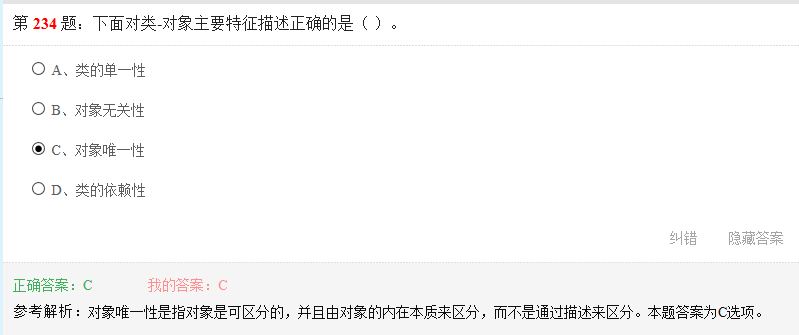 第 234 题：下面对类-对象主要特征描述正确的是（ ）。
A、类的单一性
B、对象无关性
C、对象唯一性
D、类的依赖性
纠错 隐藏答案
正确答案：C 我的答案：C
参考解析：对象唯一性是指对象是可区分的，并且由对象的内在本质来区分，而不是通过描述来区分。本题答案为C选项。